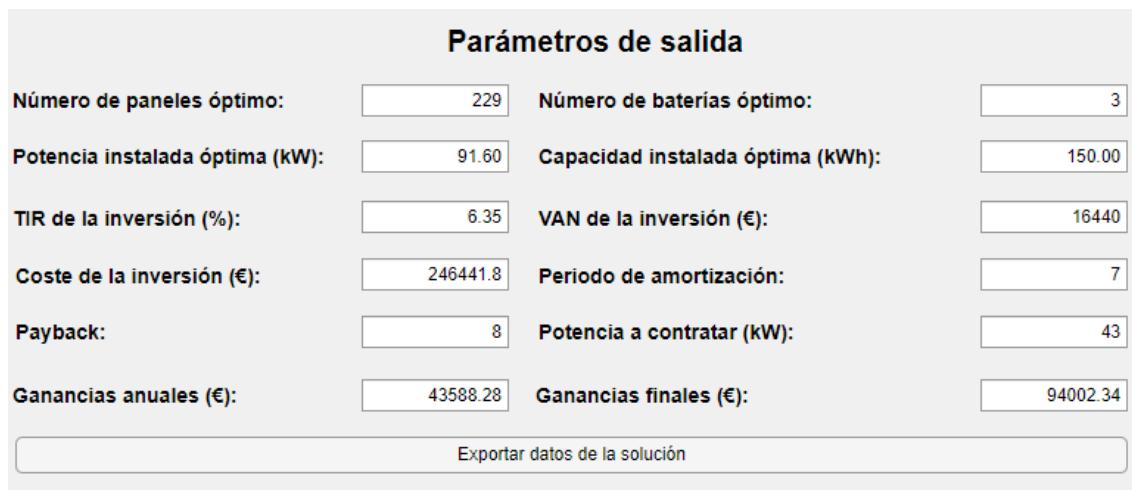 Parámetros de salida
Número de paneles óptimo: 229 Número de baterías óptimo: 3
Potencia instalada óptima (kW): 91.60 Capacidad instalada óptima (kWh): 150.00
TIR de la inversión (%): 6.35 VAN de la inversión (€): 16440
Coste de la inversión (€): 246441.8 Periodo de amortización: 7
Payback: 8 Potencia a contratar (kW): 43
Ganancias anuales (€): 43588.28 Ganancias finales (€): 94002.34
Exportar datos de la solución